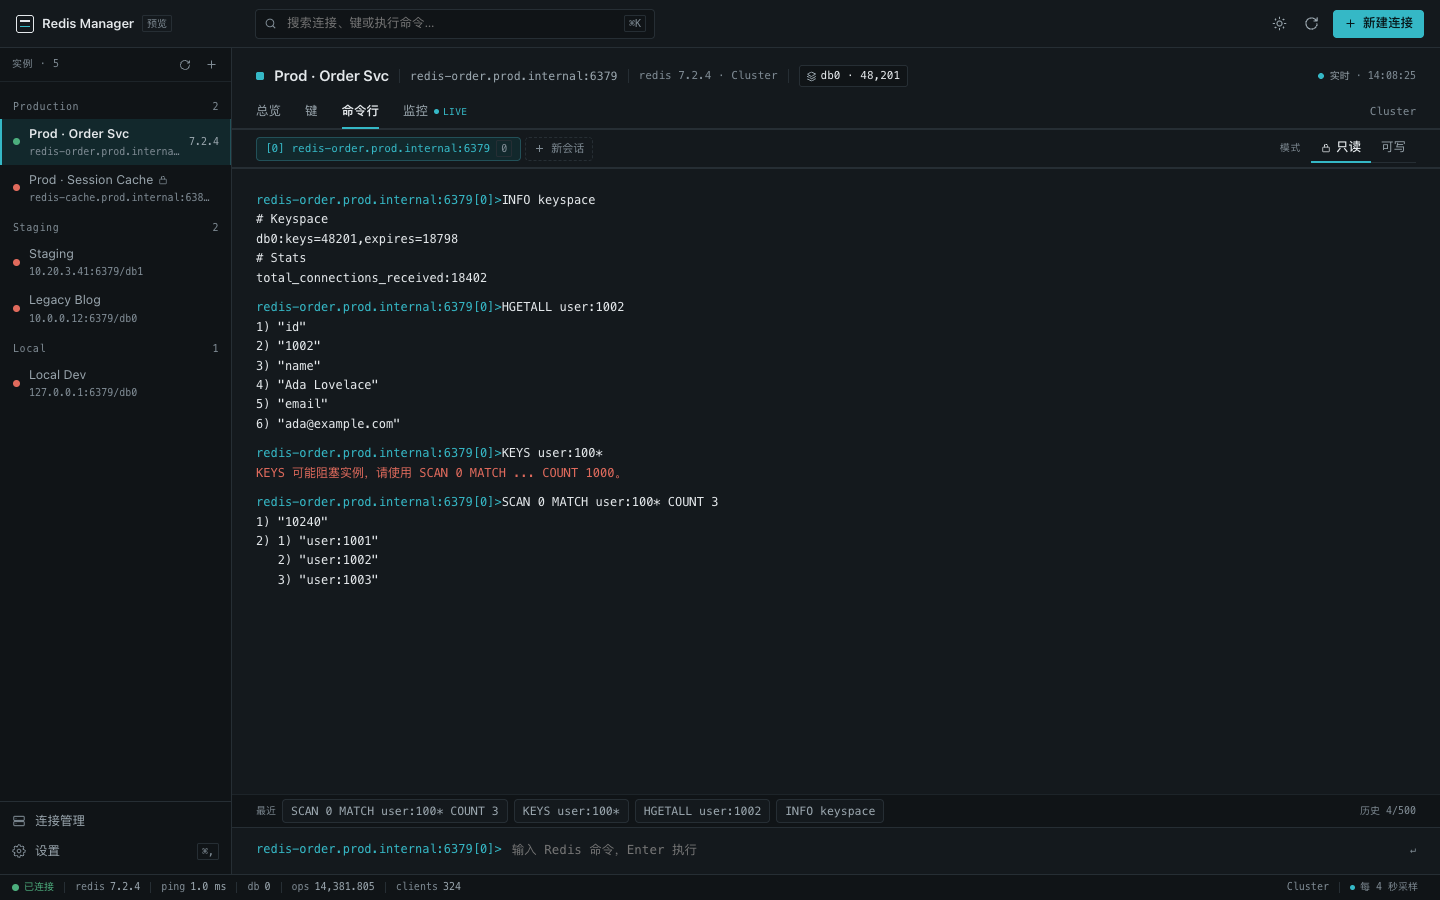 Redis Manager 预览
搜索连接、键或执行命令... ⌘K
新建连接
实例 · 5
Production 2
Prod · Order Svc
redis-order.prod.interna… 7.2.4
Prod · Session Cache
redis-cache.prod.internal:638…
Staging 2
Staging
10.20.3.41:6379/db1
Legacy Blog
10.0.0.12:6379/db0
Local 1
Local Dev
127.0.0.1:6379/db0
连接管理
设置 ⌘,
Prod · Order Svc redis-order.prod.internal:6379 redis 7.2.4 · Cluster db0 · 48,201 实时 · 14:08:25
总览 键 命令行 监控 LIVE Cluster
[0] redis-order.prod.internal:6379 0 + 新会话 模式 只读 可写
redis-order.prod.internal:6379[0]>INFO keyspace
# Keyspace
db0:keys=48201,expires=18798
# Stats
total_connections_received:18402
redis-order.prod.internal:6379[0]>HGETALL user:1002
1) "id"
2) "1002"
3) "name"
4) "Ada Lovelace"
5) "email"
6) "ada@example.com"
redis-order.prod.internal:6379[0]>KEYS user:100*
KEYS 可能阻塞实例，请使用 SCAN 0 MATCH ... COUNT 1000。
redis-order.prod.internal:6379[0]>SCAN 0 MATCH user:100* COUNT 3
1) "10240"
2) 1) "user:1001"
2) "user:1002"
3) "user:1003"
最近 SCAN 0 MATCH user:100* COUNT 3 KEYS user:100* HGETALL user:1002 INFO keyspace 历史 4/500
redis-order.prod.internal:6379[0]> 输入 Redis 命令，Enter 执行 ↵
已连接 redis 7.2.4 ping 1.0 ms db 0 ops 14,381.805 clients 324 Cluster 每 4 秒采样